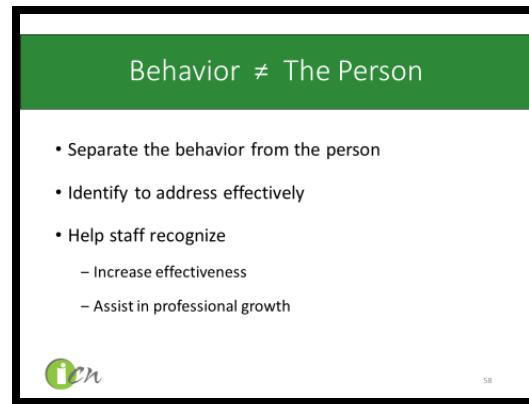 Behavior ≠ The Person
• Separate the behavior from the person
• Identify to address effectively
• Help staff recognize
– Increase effectiveness
– Assist in professional growth
icn
58